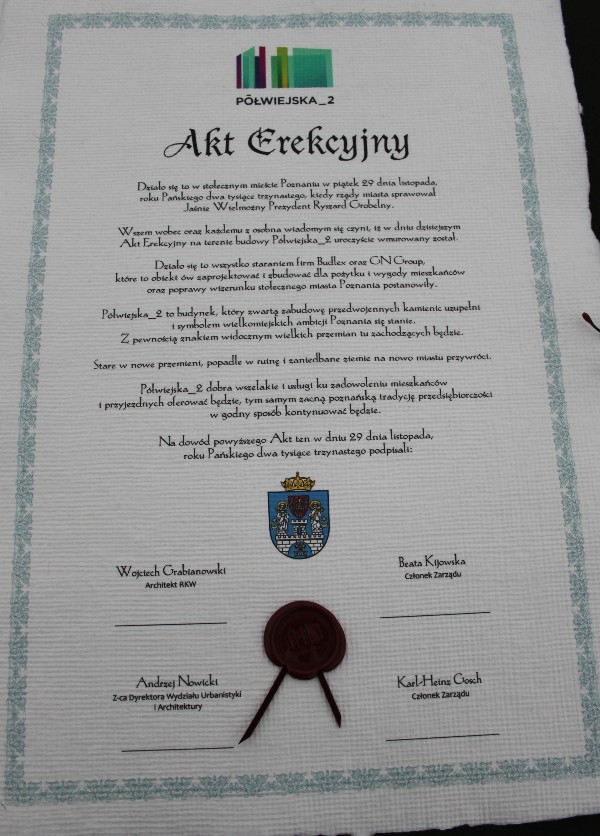 PÓŁWIEJSKA_2
Akt Erekcyjny
Działo się to w stołecznym mieście Poznaniu w piątek 29 dnia listopada,
roku Pańskiego dwa tysiące trzynastego, kiedy rządy miasta sprawował
Jaśnie Wielmożny Prezydent Ryszard Grobelny.
Wszem wobec oraz każdemu z osobna wiadomym się czyni, iż w dniu dzisiejszym
Akt Erekcyjny na terenie budowy Półwiejska_2 uroczyście wmurowany został.
Działo się to wszystko staraniem firm Budlex oraz GN Group,
które to obiekt ów zaprojektować i zbudować dla pożytku i wygody mieszkańców
oraz poprawy wizerunku stołecznego miasta Poznania postanowiły.
Półwiejska_2 to budynek, który zwartą zabudowę przedwojennych kamienic uzupełni
i symbolem wielkomiejskich ambicji Poznania się stanie.
Z pewnością znakiem widocznym wielkich przemian tu zachodzących będzie.
Stare w nowe przemieni, popadłe w ruinę i zaniedbane ziemie na nowo miastu przywróci.
Półwiejska_2 dobra wszelakie i usługi ku zadowoleniu mieszkańców
i przyjezdnych oferować będzie, tym samym zacną poznańską tradycję przedsiębiorczości
w godny sposób kontynuować będzie.
Na dowód powyższego Akt ten w dniu 29 dnia listopada,
roku Pańskiego dwa tysiące trzynastego podpisali:
Wojciech Grabianowski
Architekt RKW
Beata Kijowska
Członek Zarządu
Andrzej Nowicki
Z-ca Dyrektora Wydziału Urbanistyki
i Architektury
Karl-Heinz Gosch
Członek Zarządu